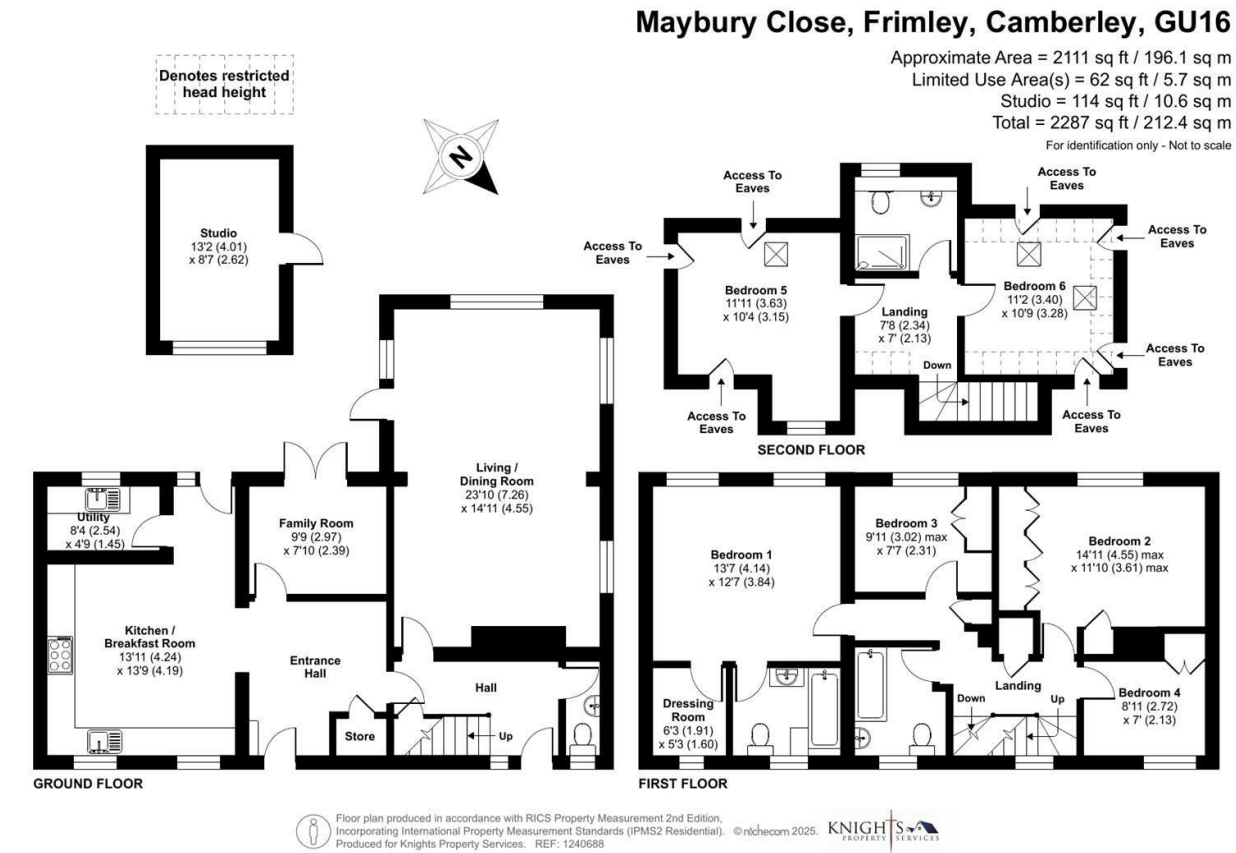 Maybury Close, Frimley, Camberley, GU16
Approximate Area = 2111 sq ft / 196.1 sq m
Limited Use Area(s) = 62 sq ft / 5.7 sq m
Studio = 114 sq ft / 10.6 sq m
Total = 2287 sq ft / 212.4 sq m
For identification only - Not to scale
Denotes restricted
head height
N
Studio
13'2 (4.01)
x 8'7 (2.62)
Access To
Eaves
Access To
Eaves
Access To
Eaves
Access To
Eaves
Bedroom 5
11'11 (3.63)
x 10'4 (3.15)
Landing
7'8 (2.34)
x 7' (2.13)
Down
Bedroom 6
11'2 (3.40)
x 10'9 (3.28)
Access To
Eaves
Access To
Eaves
Access To
Eaves
SECOND FLOOR
Living /
Dining Room
23'10 (7.26)
x 14'11 (4.55)
Utility
8'4 (2.54)
x 4'9 (1.45)
Family Room
9'9 (2.97)
x 7'10 (2.39)
Kitchen /
Breakfast Room
13'11 (4.24)
x 13'9 (4.19)
Entrance
Hall
Hall
Store
Up
GROUND FLOOR
Bedroom 1
13'7 (4.14)
x 12'7 (3.84)
Bedroom 3
9'11 (3.02) max
x 7'7 (2.31)
Bedroom 2
14'11 (4.55) max
x 11'10 (3.61) max
Dressing
Room
6'3 (1.91)
x 5'3 (1.60)
Landing
Down
Up
Bedroom 4
8'11 (2.72)
x 7' (2.13)
FIRST FLOOR
Floor plan produced in accordance with RICS Property Measurement 2nd Edition,
Incorporating International Property Measurement Standards (IPMS2 Residential). © ntchecom 2025.
Produced for Knights Property Services. REF: 1240688
KNIGHTS
PROPERTY SERVICES